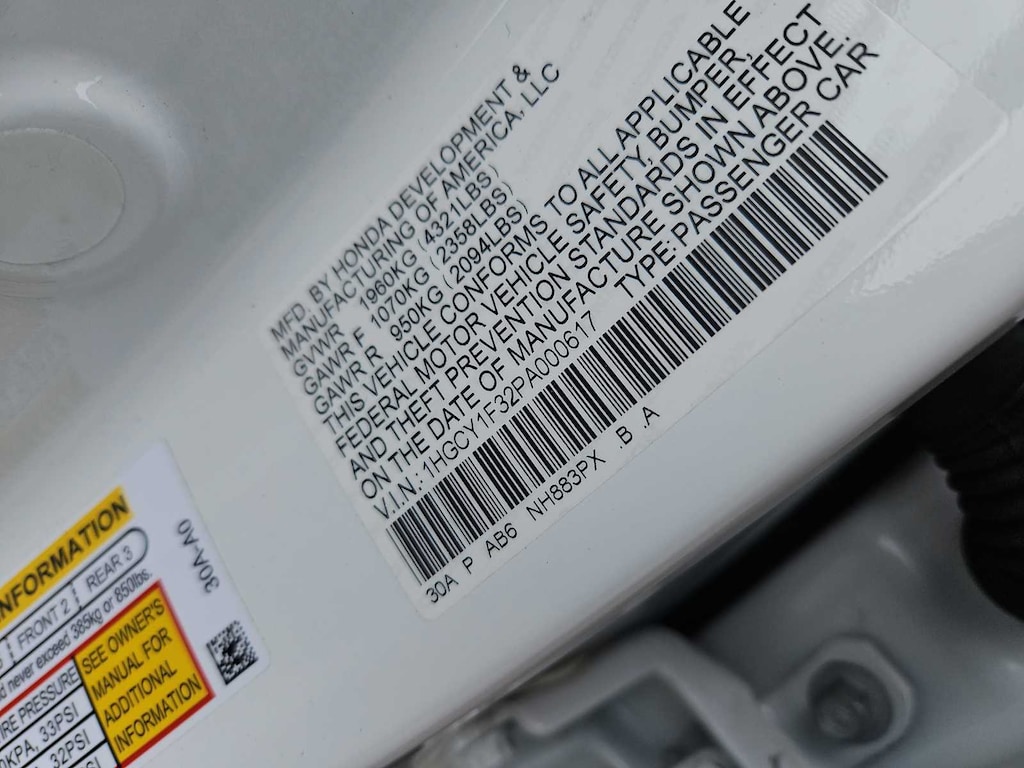 MFD. BY HONDA DEVELOPMENT &
MANUFACTURING OF AMERICA, LLC
GVWR 1960KG (4321LBS)
GAWR F 1070KG (2358LBS)
GAWR R 950KG (2094LBS)
THIS VEHICLE CONFORMS TO ALL APPLICABLE
FEDERAL MOTOR VEHICLE SAFETY, BUMPER,
AND THEFT PREVENTION STANDARDS IN EFFECT
ON THE DATE OF MANUFACTURE SHOWN ABOVE.
V.I.N: 1HGCY1F32PA000617 TYPE PASSENGER CAR
30A P AB6 NH883PX B .A
NFORMATION
FRONT 2 REAR 3
never exceed 385kg or 850lbs.
IRE PRESSURE
0KPA, 33PSI
32PSI
PSI
SEE OWNER'S
MANUAL FOR
ADDITIONAL
INFORMATION
30A-A0